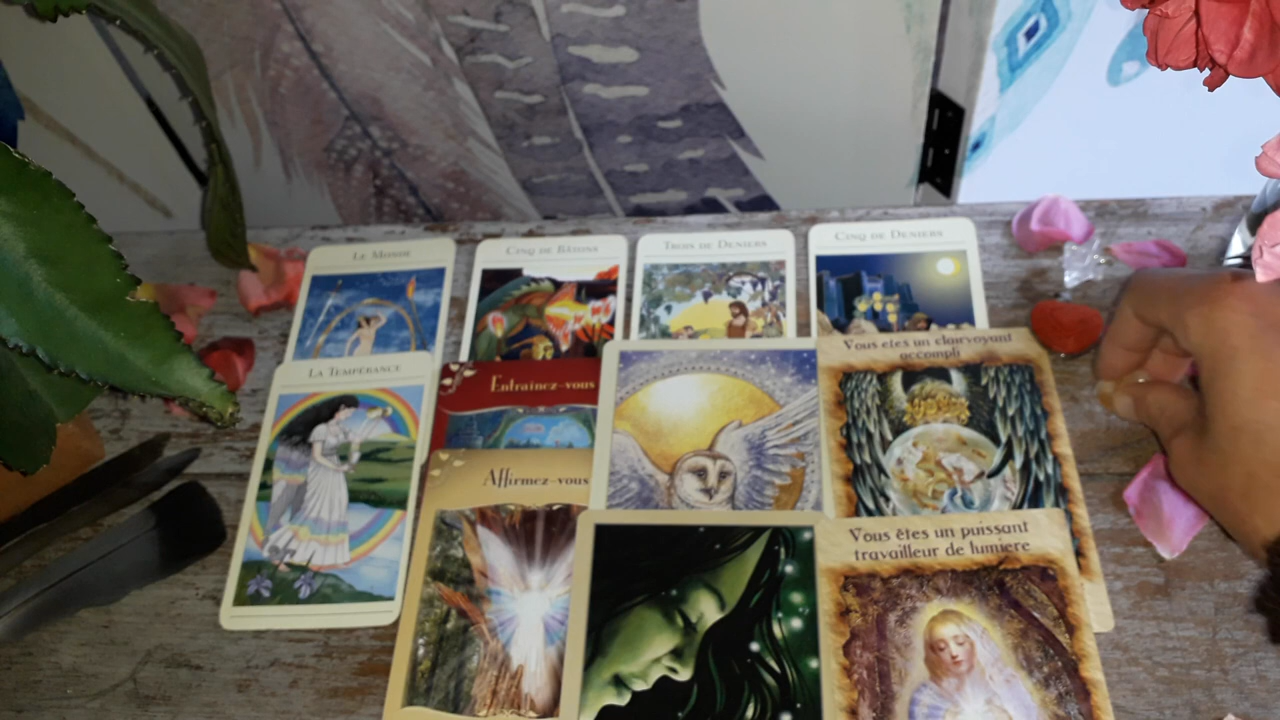 Le Monde
Cinq de Bâtons
Trois de Deniers
Cinq de Deniers
La Tempérance
Entraînez-vous
Vous êtes un clairvoyant
accompli
Affirmez-vous
Vous êtes un puissant
travailleur de lumière